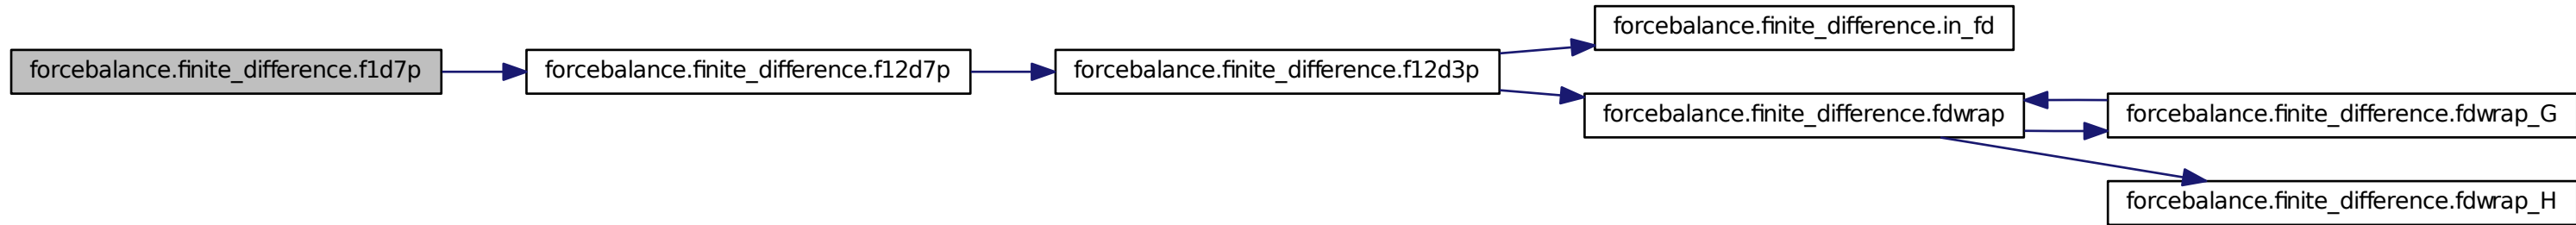 forcebalance.finite_difference.f1d7p
forcebalance.finite_difference.f12d7p
forcebalance.finite_difference.f12d3p
forcebalance.finite_difference.in_fd
forcebalance.finite_difference.fdwrap
forcebalance.finite_difference.fdwrap_G
forcebalance.finite_difference.fdwrap_H